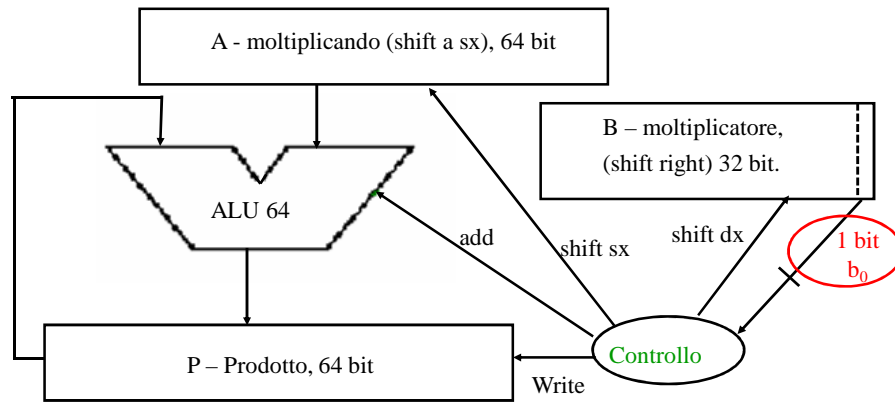 A - moltiplicando (shift a sx), 64 bit
B – moltiplicatore,
(shift right) 32 bit.
ALU 64
add
shift sx
shift dx
1 bit
b₀
P – Prodotto, 64 bit
Controllo
Write